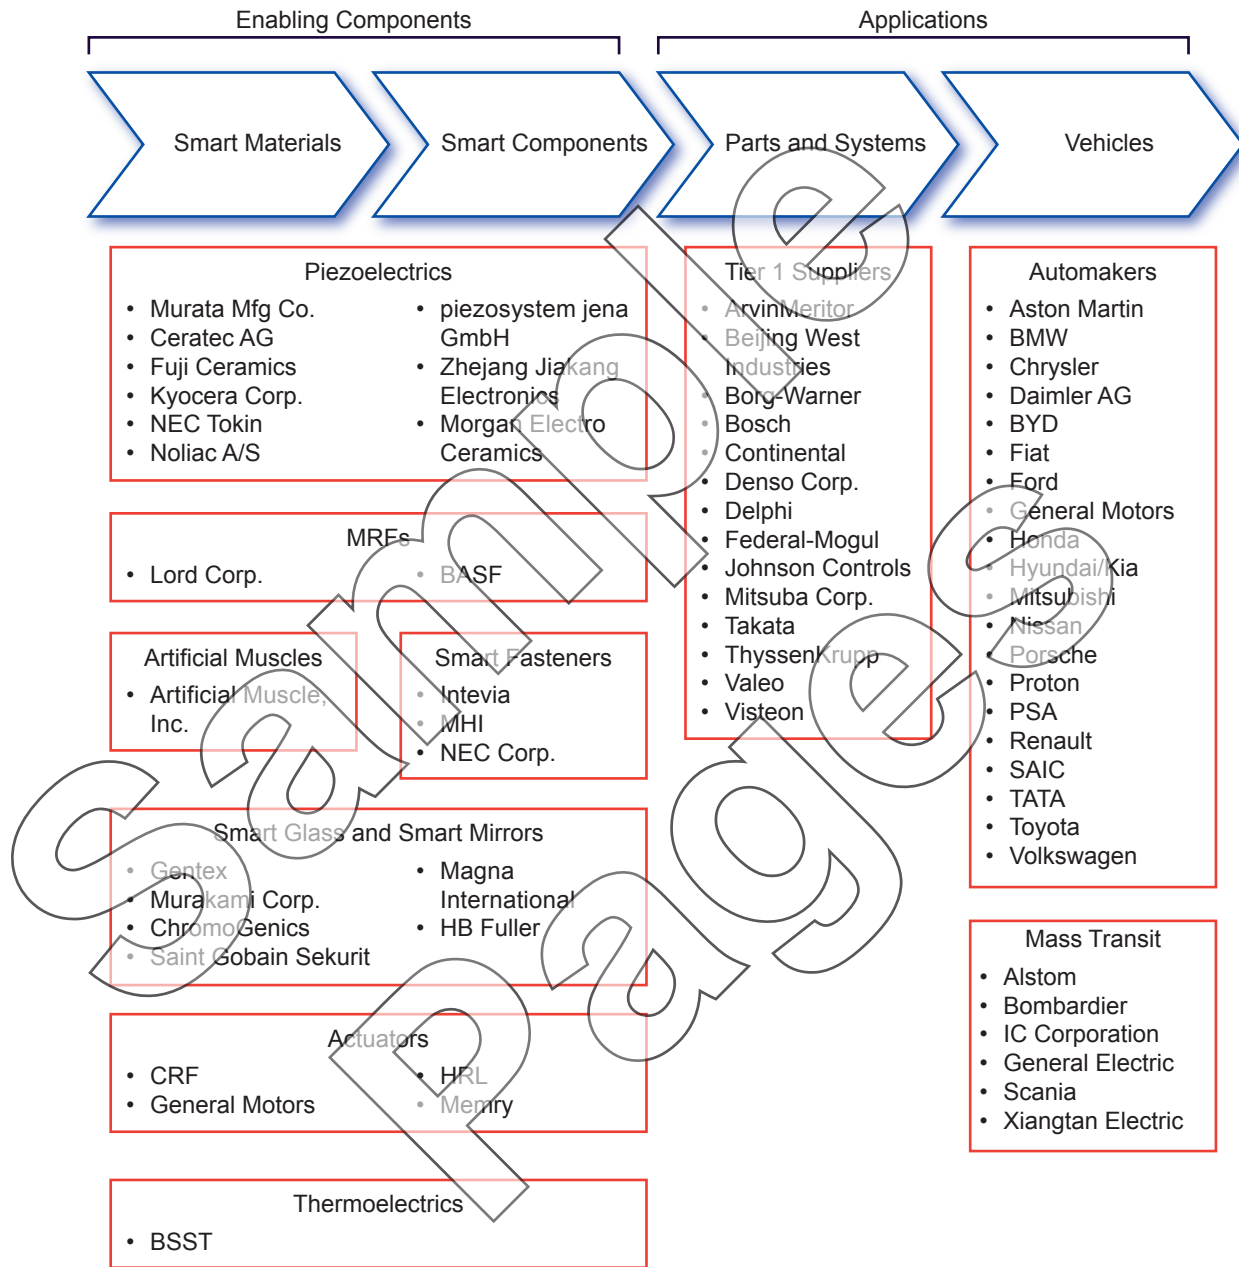 Enabling Components
Applications
Smart Materials
Smart Components
Parts and Systems
Vehicles
Piezoelectrics
• Murata Mfg Co.
• Ceratec AG
• Fuji Ceramics
• Kyocera Corp.
• NEC Tokin
• Noliac A/S
• piezosystem jena
GmbH
• Zhejang Jiakang
Electronics
• Morgan Electro
Ceramics
MRFs
• Lord Corp.
• BASF
Artificial Muscles
• Artificial Muscle,
Inc.
Smart Fasteners
• Intevia
• MHI
• NEC Corp.
Smart Glass and Smart Mirrors
• Gentex
• Murakami Corp.
• ChromoGenics
• Saint Gobain Sekurit
• Magna
International
• HB Fuller
Actuators
• CRF
• General Motors
• HRL
• Memry
Thermoelectrics
• BSST
Tier 1 Suppliers
• ArvinMeritor
• Beijing West
Industries
• Borg-Warner
• Bosch
• Continental
• Denso Corp.
• Delphi
• Federal-Mogul
• Johnson Controls
• Mitsuba Corp.
• Takata
• ThyssenKrupp
• Valeo
• Visteon
Automakers
• Aston Martin
• BMW
• Chrysler
• Daimler AG
• BYD
• Fiat
• Ford
• General Motors
• Honda
• Hyundai/Kia
• Mitsubishi
• Nissan
• Porsche
• Proton
• PSA
• Renault
• SAIC
• TATA
• Toyota
• Volkswagen
Mass Transit
• Alstom
• Bombardier
• IC Corporation
• General Electric
• Scania
• Xiangtan Electric
Sample
Pages